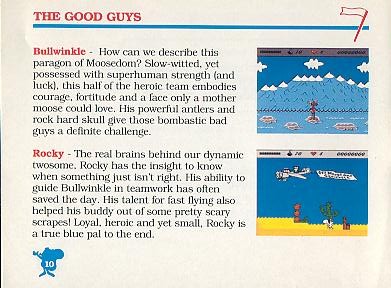 THE GOOD GUYS
Bullwinkle - How can we describe this
paragon of Moosedom? Slow-witted, yet
possessed with superhuman strength (and
luck), this half of the heroic team embodies
courage, fortitude and a face only a mother
moose could love. His powerful antlers and
rock hard skull give those bombastic bad
guys a definite challenge.
Rocky - The real brains behind our dynamic
twosome, Rocky has the insight to know
when something just isn't right. His ability to
guide Bullwinkle in teamwork has often
saved the day. His talent for fast flying also
helped his buddy out of some pretty scary
scrapes! Loyal, heroic and yet small, Rocky is
a true blue pal to the end.
10